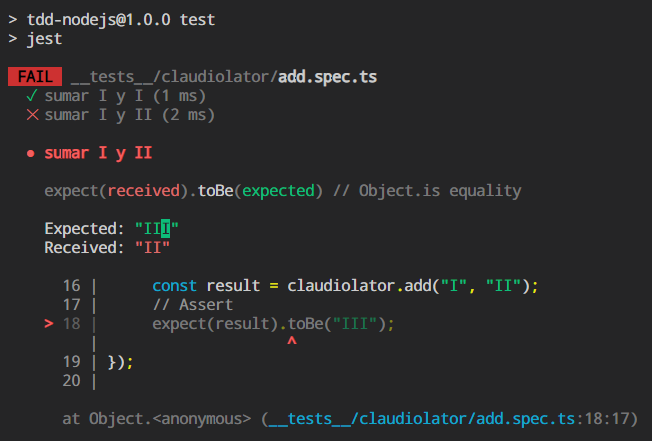 > tdd-nodejs@1.0.0 test
> jest
FAIL __tests__/claudiolator/add.spec.ts
✓ sumar I y I (1 ms)
✕ sumar I y II (2 ms)
● sumar I y II
expect(received).toBe(expected) // Object.is equality
Expected: "III"
Received: "II"
16 | const result = claudiolator.add("I", "II");
17 | // Assert
> 18 | expect(result).toBe("III");
| ^
19 | });
20 |
at Object.<anonymous> (__tests__/claudiolator/add.spec.ts:18:17)